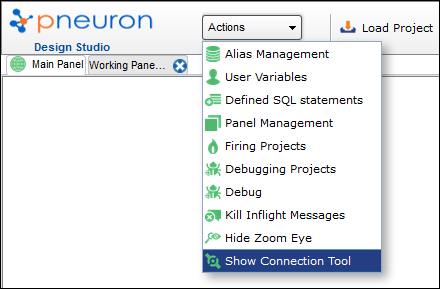 pneuron
Design Studio
Actions
Load Project
Main Panel
Working Pane...
Alias Management
User Variables
Defined SQL statements
Panel Management
Firing Projects
Debugging Projects
Debug
Kill Inflight Messages
Hide Zoom Eye
Show Connection Tool